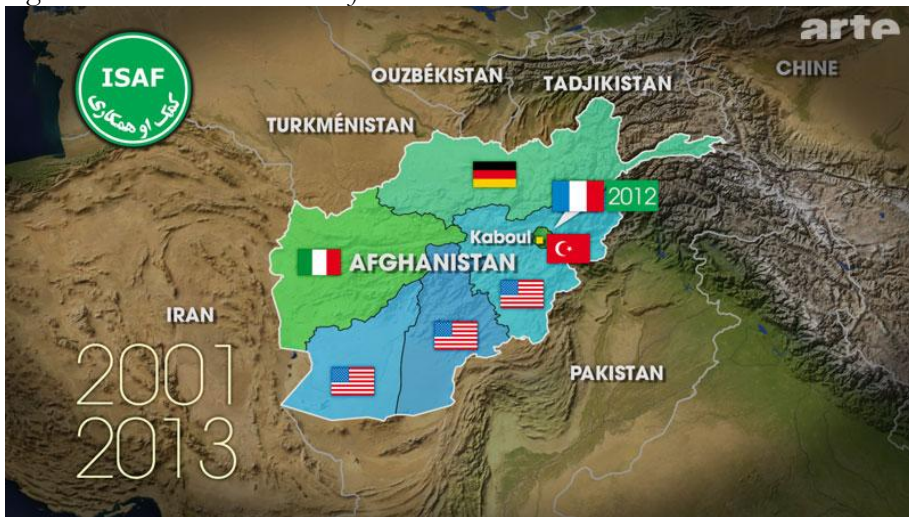 arte
ISAF
کمک او همکاری
OUZBÉKISTAN
TADJIKISTAN
CHINE
TURKMÉNISTAN
2012
Kaboul
AFGHANISTAN
IRAN
2001
2013
PAKISTAN